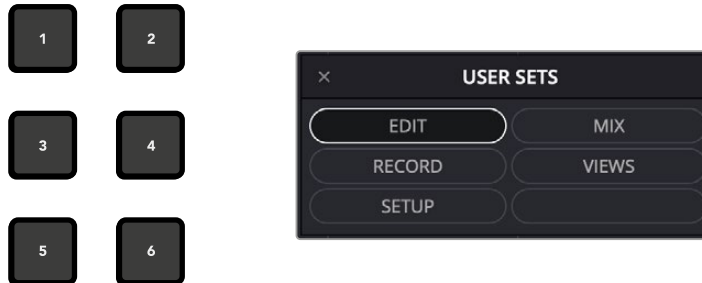 1 2
3 4
5 6
× USER SETS
EDIT MIX
RECORD VIEWS
SETUP